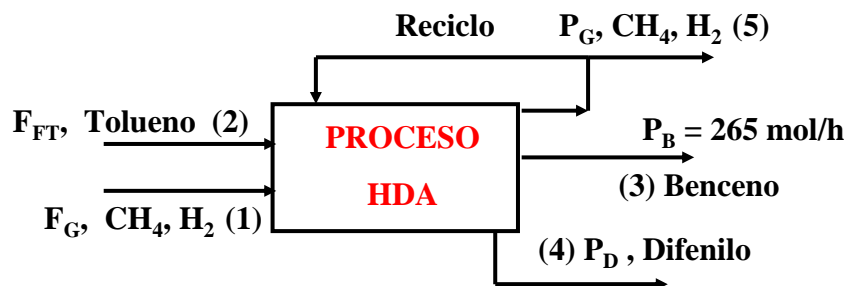 Reciclo P_G, CH_4, H_2 (5)
F_FT, Tolueno (2)
PROCESO
HDA
P_B = 265 mol/h
(3) Benceno
F_G, CH_4, H_2 (1)
(4) P_D , Difenilo